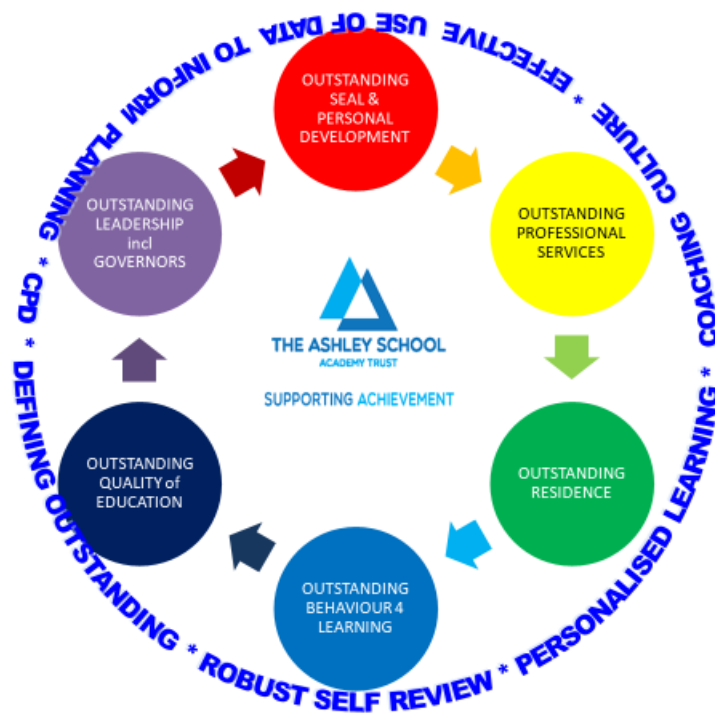 OUTSTANDING
SEAL &
PERSONAL
DEVELOPMENT
OUTSTANDING
PROFESSIONAL
SERVICES
OUTSTANDING
RESIDENCE
OUTSTANDING
BEHAVIOUR 4
LEARNING
OUTSTANDING
QUALITY of
EDUCATION
OUTSTANDING
LEADERSHIP
incl
GOVERNORS
THE ASHLEY SCHOOL
ACADEMY TRUST
SUPPORTING ACHIEVEMENT
EFFECTIVE USE OF DATA TO INFORM PLANNING * CPD * DEFINING OUTSTANDING * ROBUST SELF REVIEW * PERSONALISED LEARNING * COACHING CULTURE *